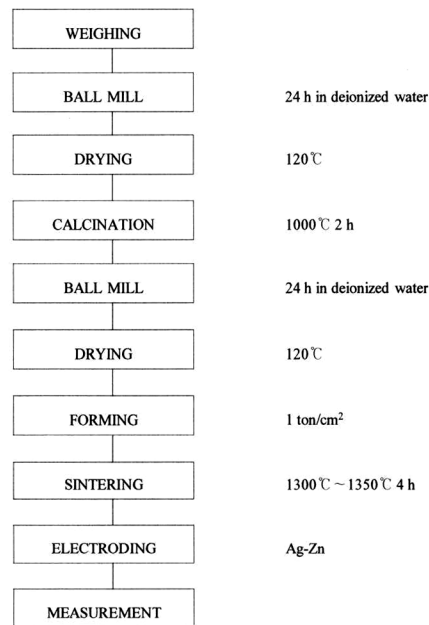 WEIGHING
BALL MILL 24 h in deionized water
DRYING 120℃
CALCINATION 1000℃ 2 h
BALL MILL 24 h in deionized water
DRYING 120℃
FORMING 1 ton/cm²
SINTERING 1300℃ ~ 1350℃ 4 h
ELECTRODING Ag-Zn
MEASUREMENT